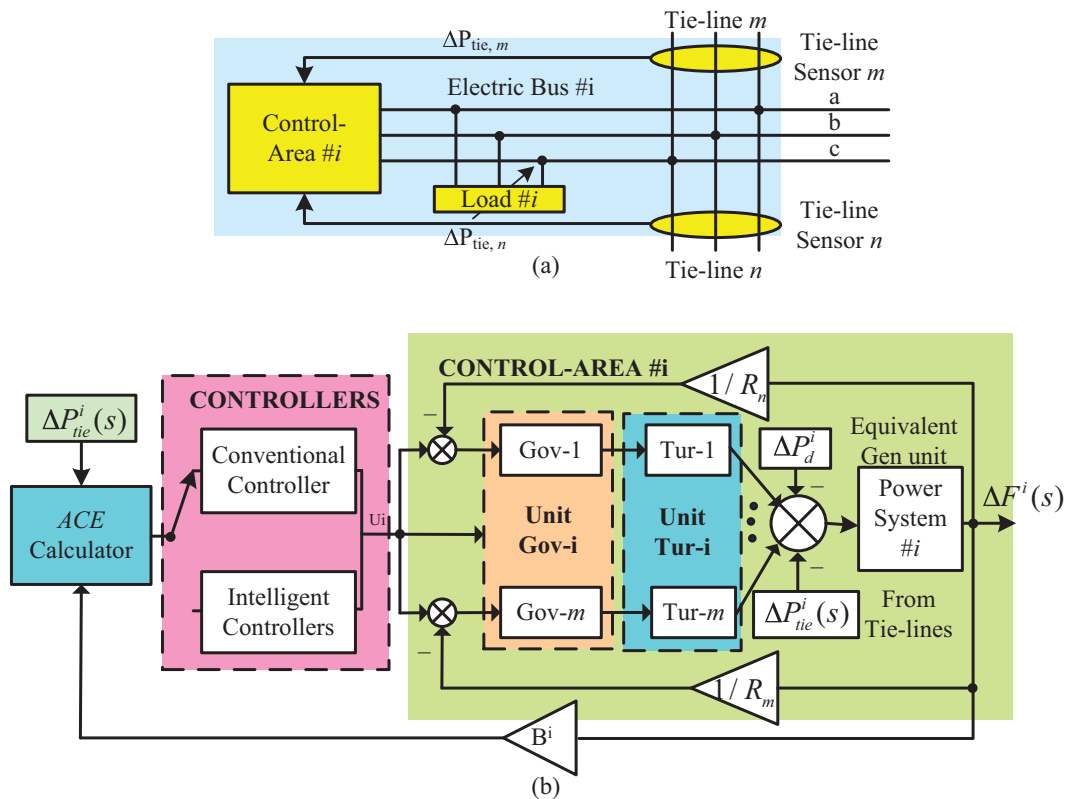 Tie-line m
ΔP_tie, m
Tie-line
Sensor m
Electric Bus #i
a
b
c
Control-
Area #i
Load #i
ΔP_tie, n
Tie-line
Sensor n
Tie-line n
(a)
CONTROL-AREA #i
1/ R_n
CONTROLLERS
ΔP^i_tie(s)
Conventional
Controller
ACE
Calculator
Intelligent
Controllers
Ui
Gov-1
Tur-1
Unit
Gov-i
Unit
Tur-i
Gov-m
Tur-m
ΔP^i_d
Equivalent
Gen unit
Power
System
#i
ΔF^i(s)
ΔP^i_tie(s)
From
Tie-lines
−
−
−
−
1/ R_m
B^i
(b)